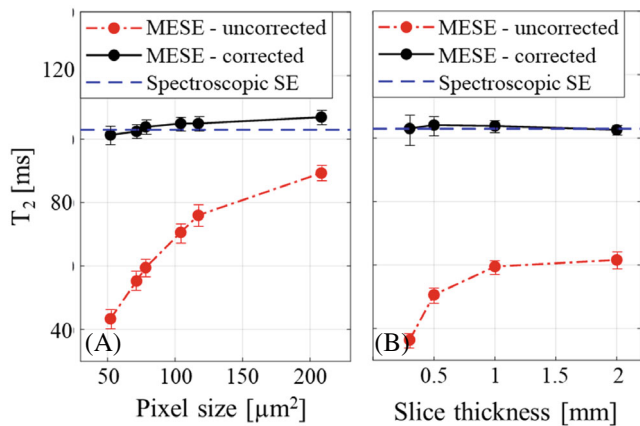 MESE - uncorrected
MESE - corrected
Spectroscopic SE
120
80
40
T₂ [ms]
(A)
50 100 150 200
Pixel size [µm²]
MESE - uncorrected
MESE - corrected
Spectroscopic SE
(B)
0.5 1 1.5 2
Slice thickness [mm]